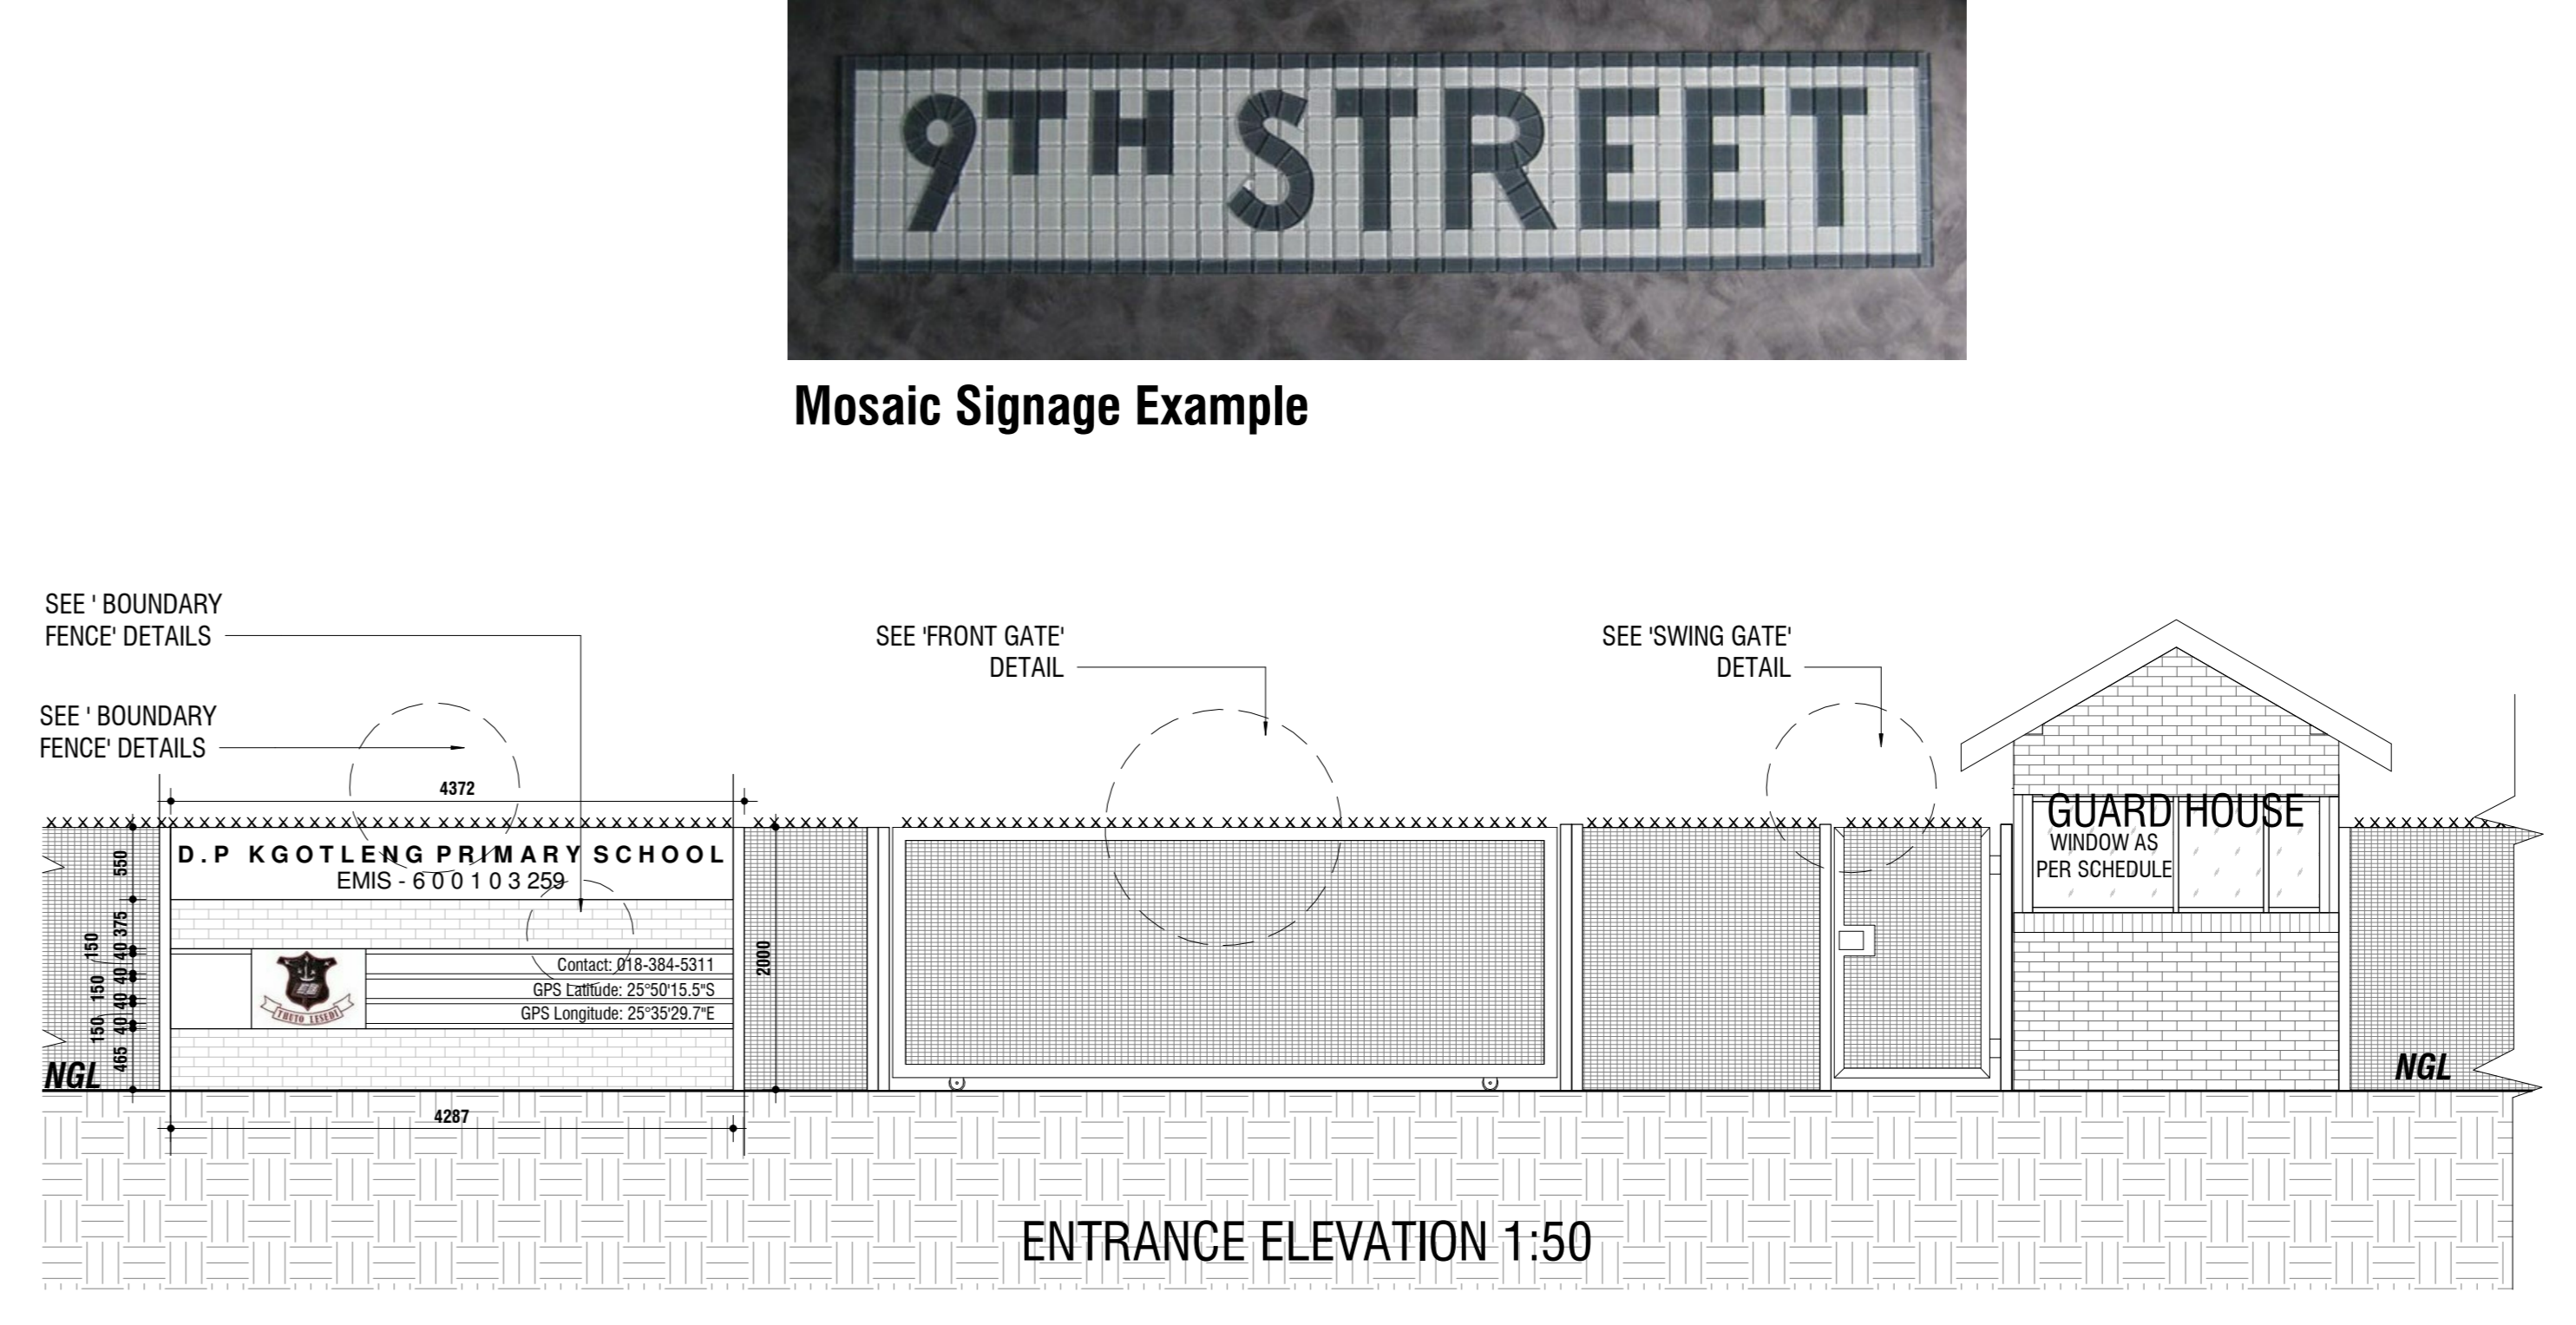 9TH STREET
Mosaic Signage Example
SEE ' BOUNDARY
FENCE' DETAILS
SEE 'FRONT GATE'
DETAIL
SEE 'SWING GATE'
DETAIL
SEE ' BOUNDARY
FENCE' DETAILS
4372
GUARD HOUSE
WINDOW AS
PER SCHEDULE
D.P KGOTLENG PRIMARY SCHOOL
EMIS - 6 0 0 1 0 3 259
550
375
40
150
40
150
40
150
40
465
2000
Contact: 018-384-5311
GPS Latitude: 25°50'15.5"S
GPS Longitude: 25°35'29.7"E
THUTO LESEDI
NGL
NGL
4287
ENTRANCE ELEVATION 1:50